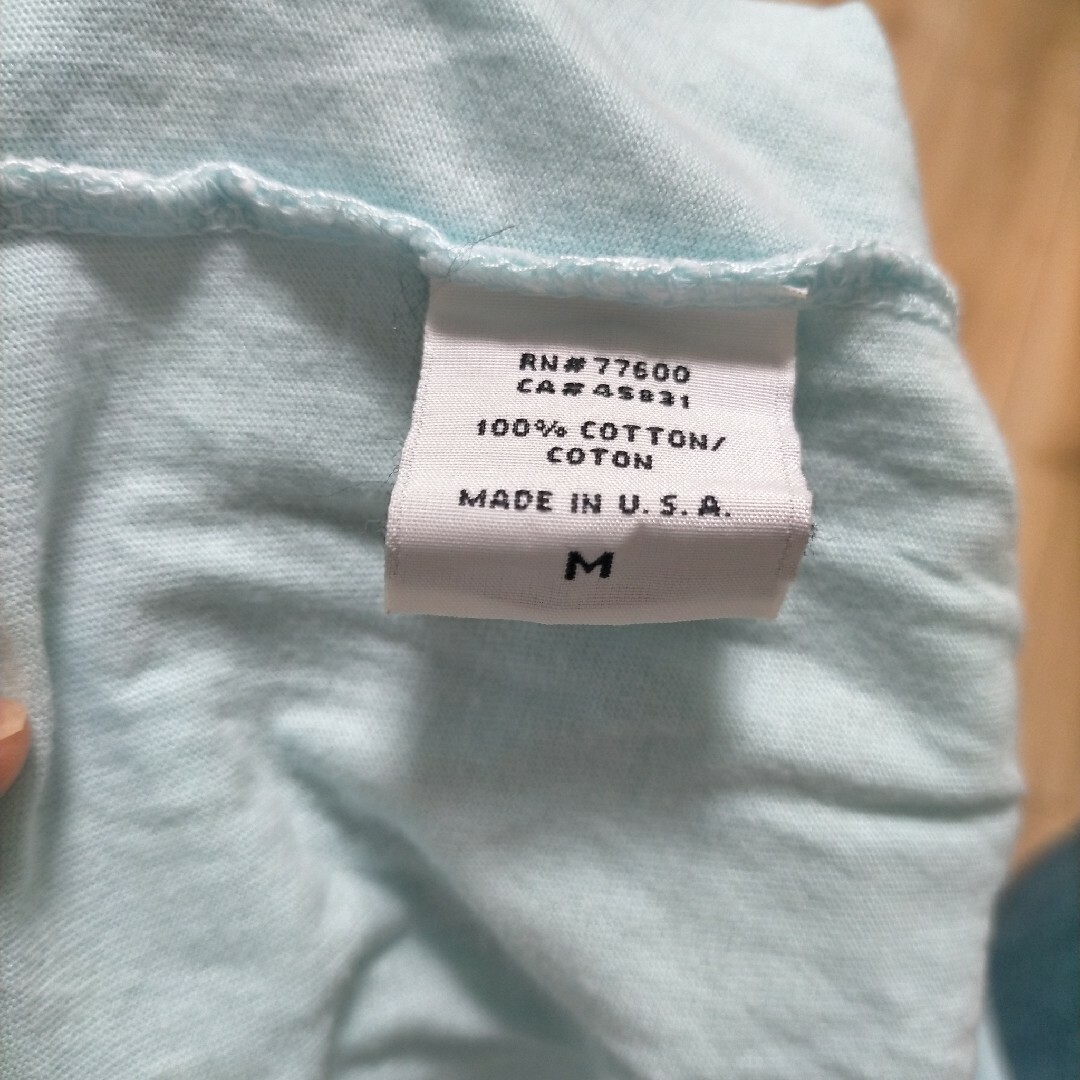 RN#77600
CA#45831
100% COTTON/
COTON
MADE IN U.S.A.
M